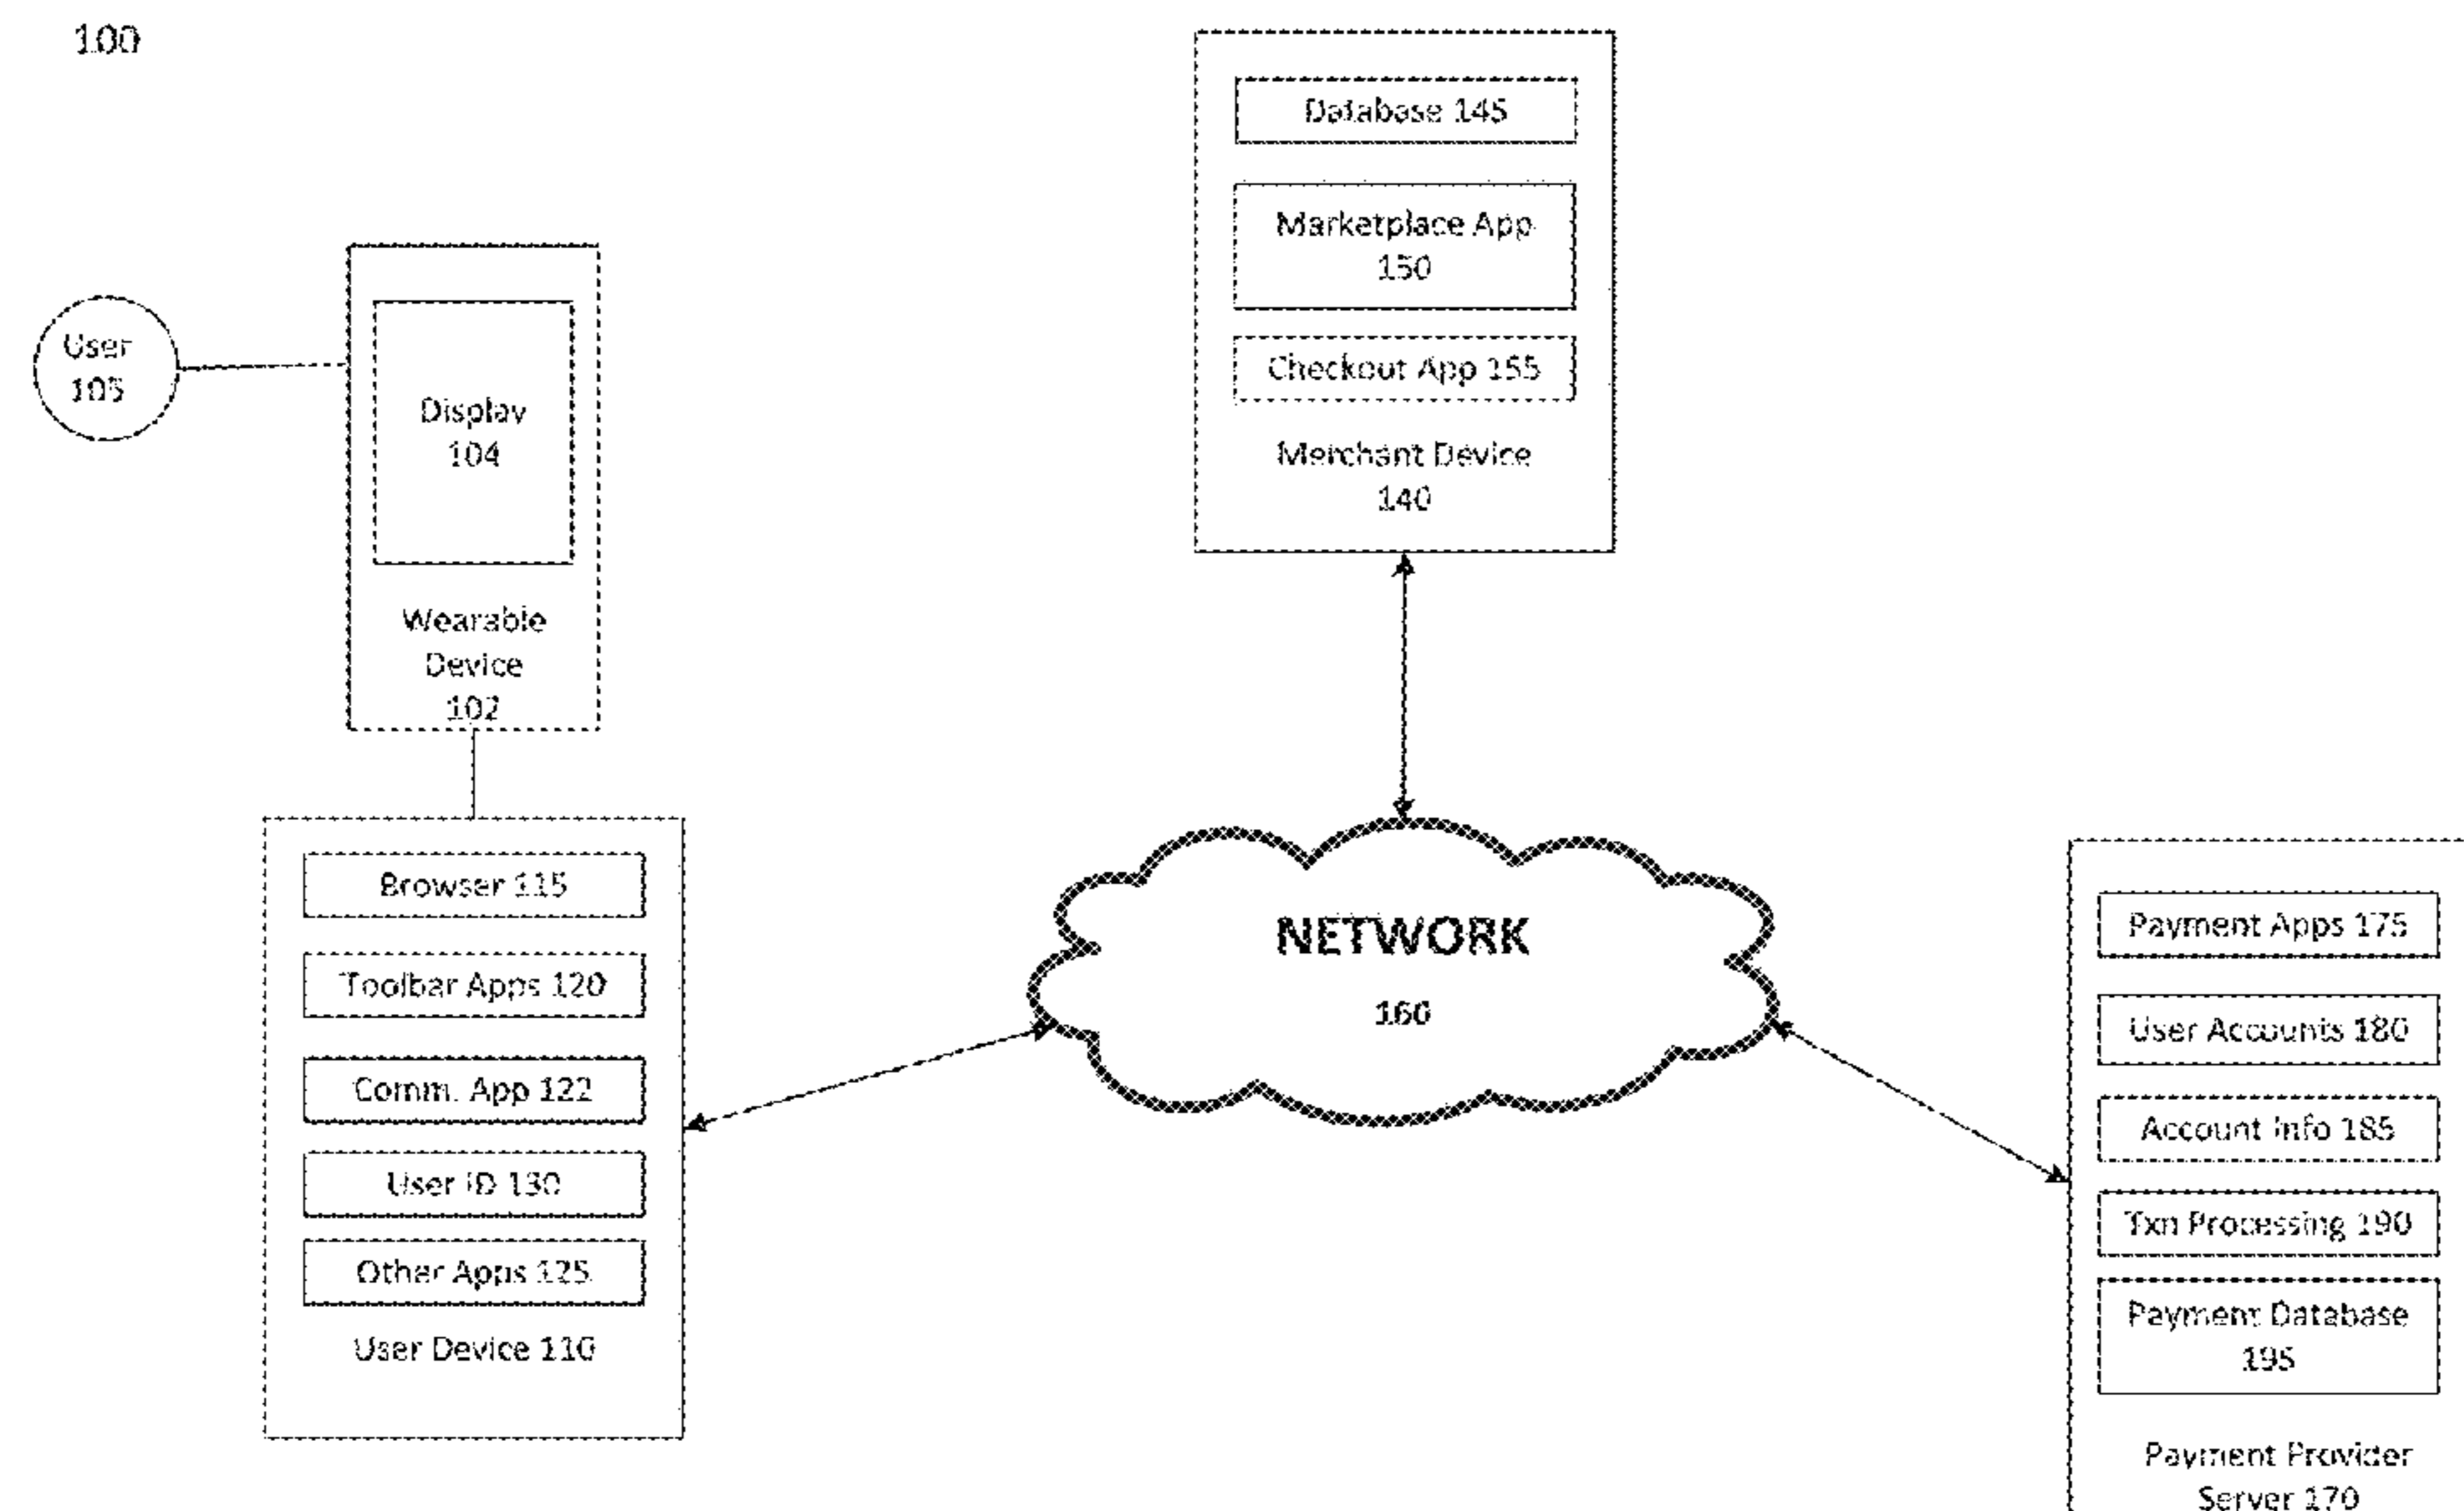 100
User
105
Display
104
Wearable
Device
102
Browser 115
Toolbar Apps 120
Comm. App 122
User ID 130
Other Apps 125
User Device 110
Database 145
Marketplace App
150
Checkout App 155
Merchant Device
140
NETWORK
160
Payment Apps 175
User Accounts 180
Account Info 185
Txn Processing 190
Payment Database
195
Payment Provider
Server 170